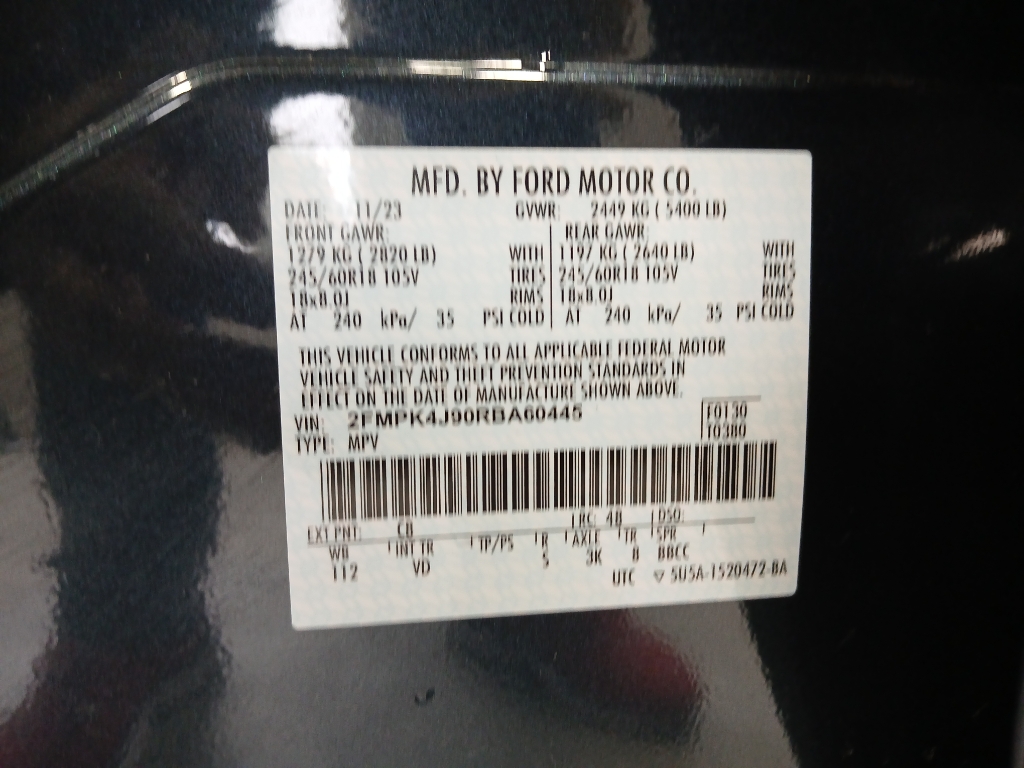 MFD. BY FORD MOTOR CO.
DATE: 11/23 GVWR: 2449 KG ( 5400 LB)
FRONT GAWR: REAR GAWR:
1279 KG ( 2820 LB) WITH 1197 KG ( 2640 LB) WITH
245/60R18 105V TIRES 245/60R18 105V TIRES
18x8.0J RIMS 18x8.0J RIMS
AT 240 kPa/ 35 PSI COLD AT 240 kPa/ 35 PSI COLD
THIS VEHICLE CONFORMS TO ALL APPLICABLE FEDERAL MOTOR
VEHICLE SAFETY AND THEFT PREVENTION STANDARDS IN
EFFECT ON THE DATE OF MANUFACTURE SHOWN ABOVE.
VIN: 2FMPK4J90RBA60445 F0130
TYPE: MPV T0380
EXT PNT: C8 RC: 48 DSO:
WB INT TR TP/PS R AXLE TR SPR
112 VD 5 3K 8 BBCC
5
UTC ▽ 5U5A-1520472-BA